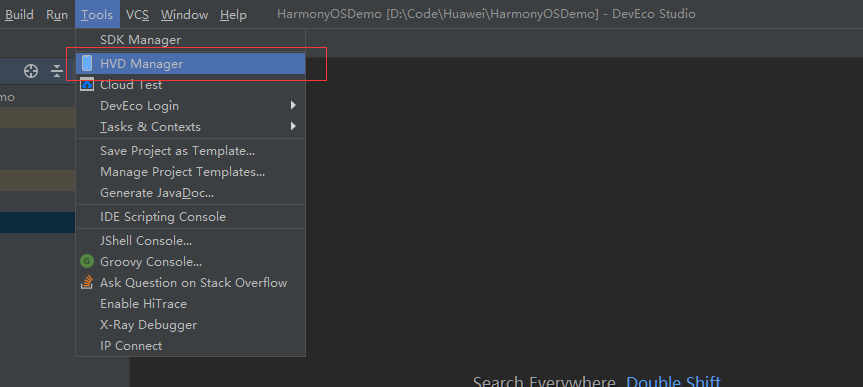 Build Run Tools VCS Window Help HarmonyOSDemo [D:\Code\Huawei\HarmonyOSDemo] - DevEco Studio
SDK Manager
HVD Manager
Cloud Test
mo
DevEco Login
Tasks & Contexts
Save Project as Template...
Manage Project Templates...
Generate JavaDoc...
IDE Scripting Console
JShell Console...
G Groovy Console...
Ask Question on Stack Overflow
Enable HiTrace
X-Ray Debugger
IP Connect
Search Everywhere Double Shift